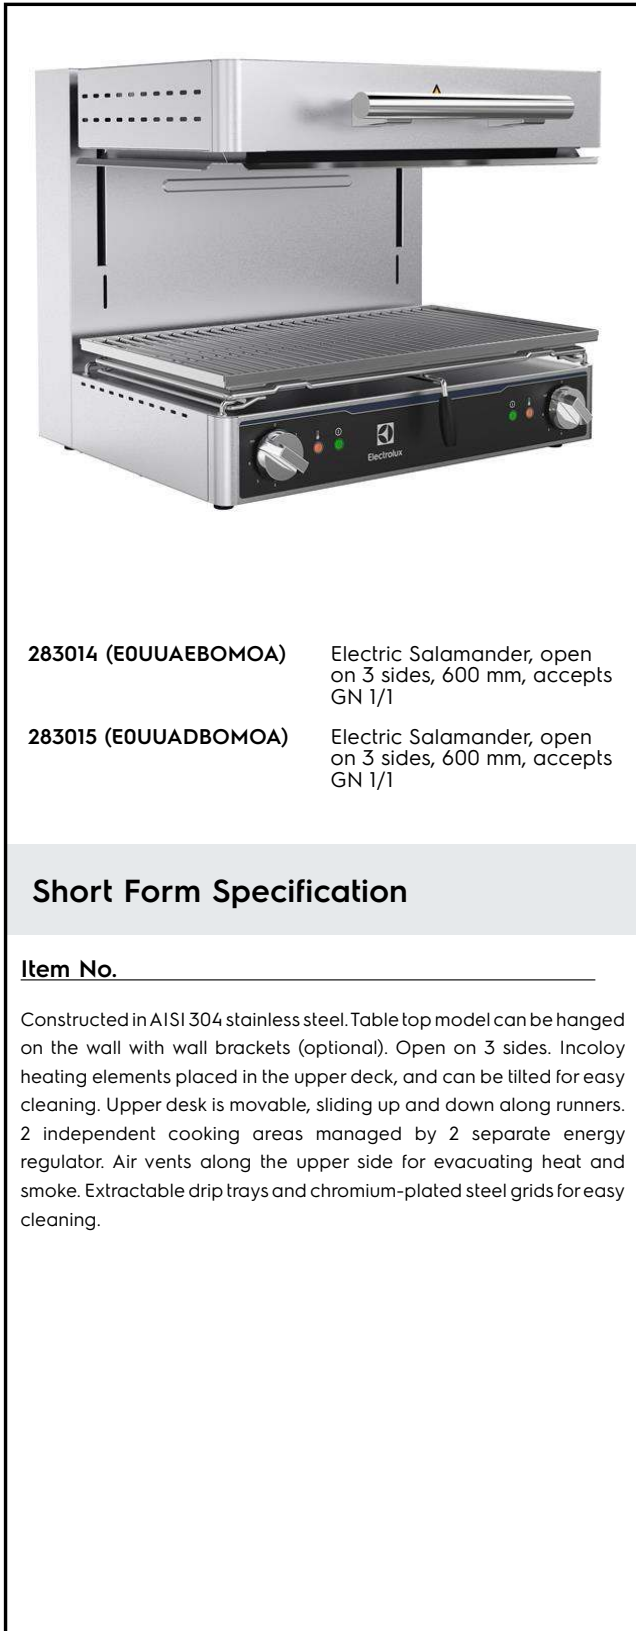 Electrolux
283014 (E0UUAEBOMOA)
Electric Salamander, open
on 3 sides, 600 mm, accepts
GN 1/1
283015 (E0UUADBOMOA)
Electric Salamander, open
on 3 sides, 600 mm, accepts
GN 1/1
Short Form Specification
Item No.
Constructed in AISI 304 stainless steel. Table top model can be hanged
on the wall with wall brackets (optional). Open on 3 sides. Incoloy
heating elements placed in the upper deck, and can be tilted for easy
cleaning. Upper desk is movable, sliding up and down along runners.
2 independent cooking areas managed by 2 separate energy
regulator. Air vents along the upper side for evacuating heat and
smoke. Extractable drip trays and chromium-plated steel grids for easy
cleaning.